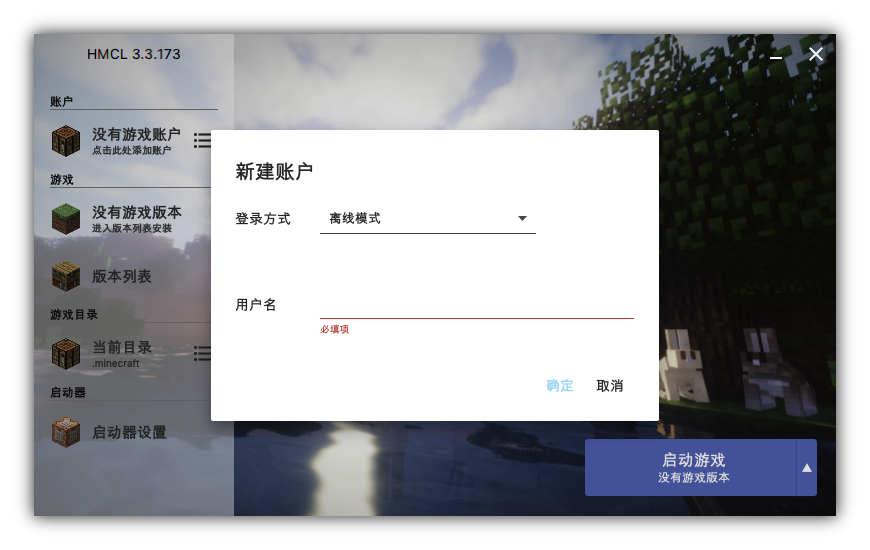 HMCL 3.3.173
账户
没有游戏账户
点击此处添加账户
游戏
没有游戏版本
进入版本列表安装
版本列表
游戏目录
当前目录
.minecraft
启动器
启动器设置
新建账户
登录方式
离线模式
用户名
必填项
确定
取消
启动游戏
没有游戏版本